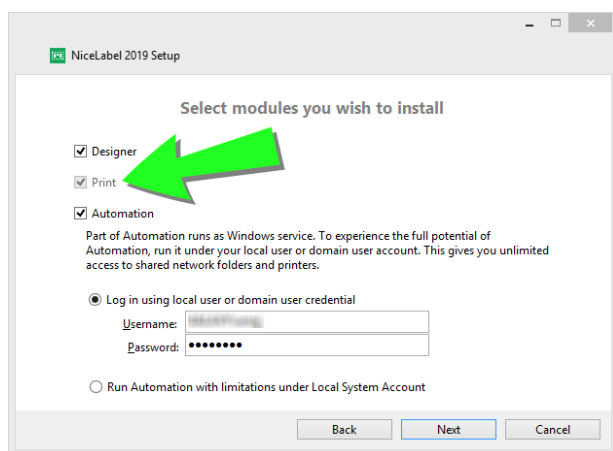 NiceLabel 2019 Setup
Select modules you wish to install
Designer
Print
Automation
Part of Automation runs as Windows service. To experience the full potential of
Automation, run it under your local user or domain user account. This gives you unlimited
access to shared network folders and printers.
Log in using local user or domain user credential
Username:
Password:
Run Automation with limitations under Local System Account
Back Next Cancel